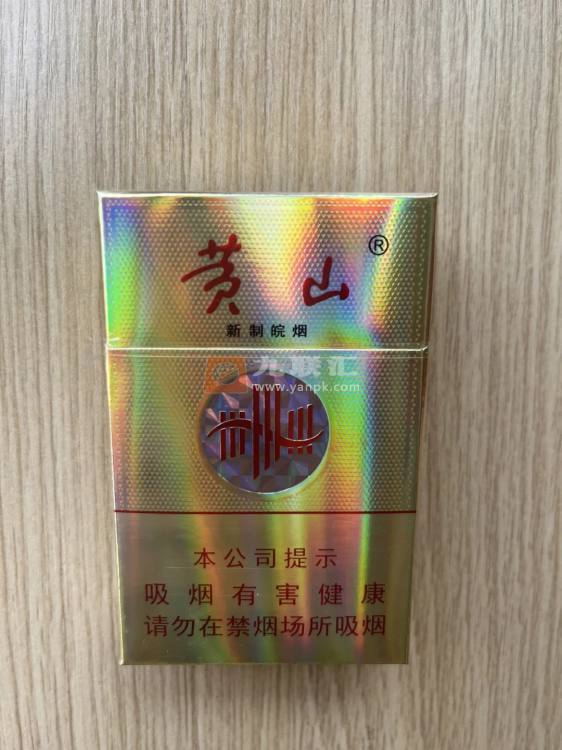 黄山®
新制皖烟
九联汇
www.yanpk.com
本公司提示
吸烟有害健康
请勿在禁烟场所吸烟